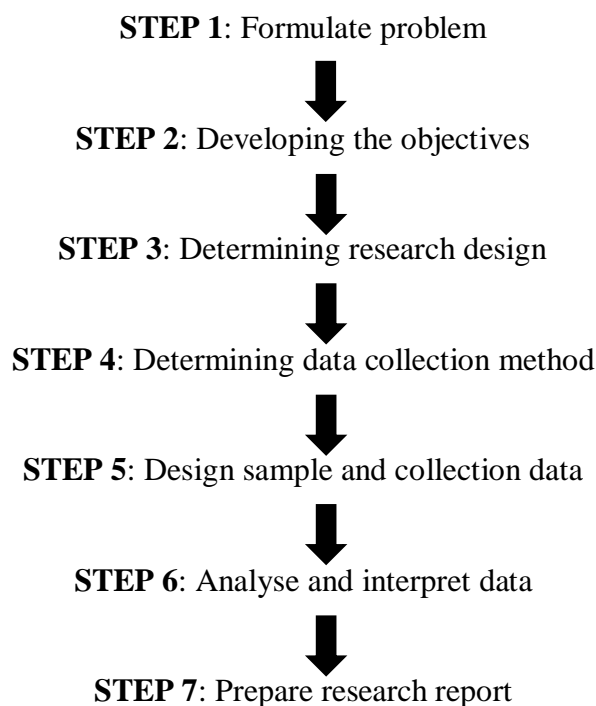 STEP 1: Formulate problem
STEP 2: Developing the objectives
STEP 3: Determining research design
STEP 4: Determining data collection method
STEP 5: Design sample and collection data
STEP 6: Analyse and interpret data
STEP 7: Prepare research report